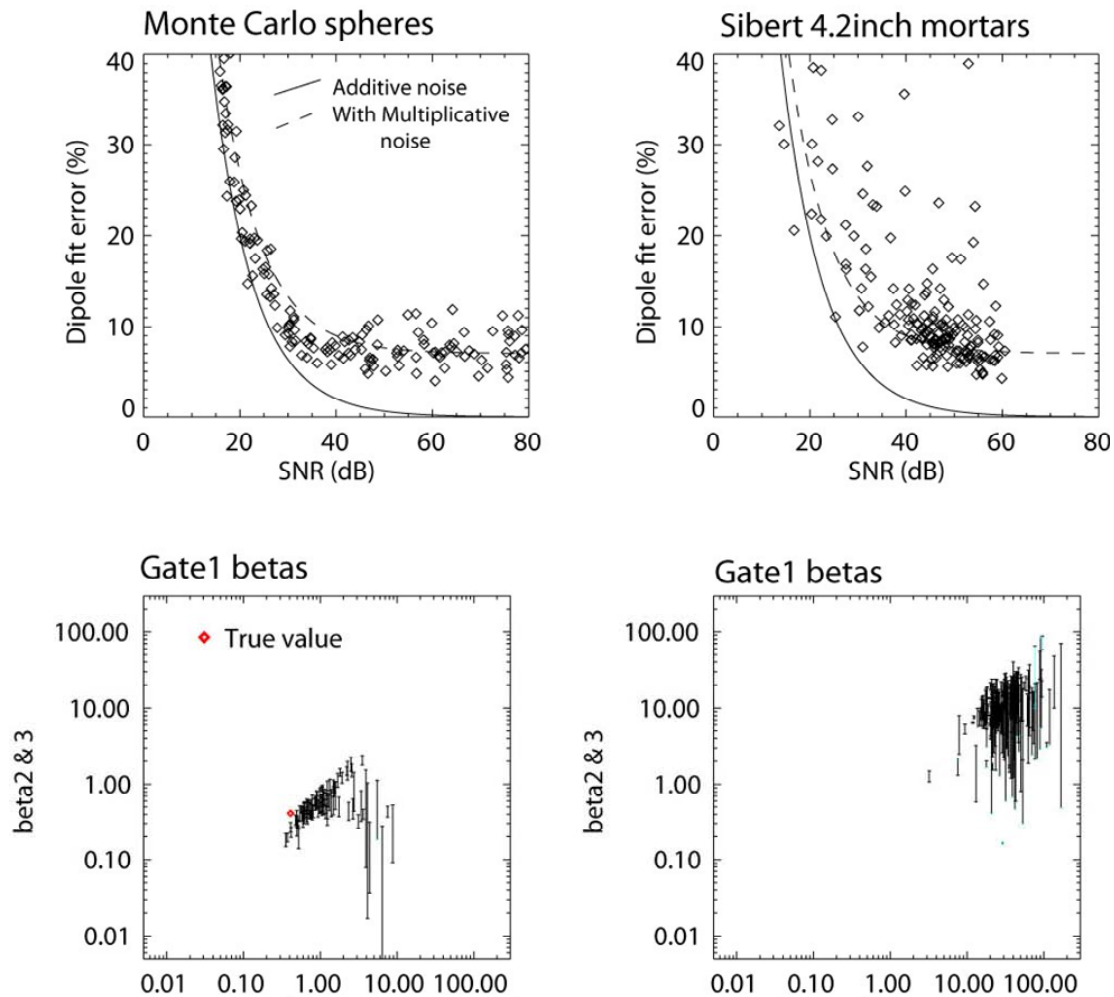 Monte Carlo spheres
40
30
20
10
0
Dipole fit error (%)
Additive noise
With Multiplicative
noise
0 20 40 60 80
SNR (dB)
Sibert 4.2inch mortars
40
30
20
10
0
Dipole fit error (%)
0 20 40 60 80
SNR (dB)
Gate1 betas
True value
100.00
10.00
1.00
0.10
0.01
beta2 & 3
0.01 0.10 1.00 10.00 100.00
Gate1 betas
100.00
10.00
1.00
0.10
0.01
beta2 & 3
0.01 0.10 1.00 10.00 100.00